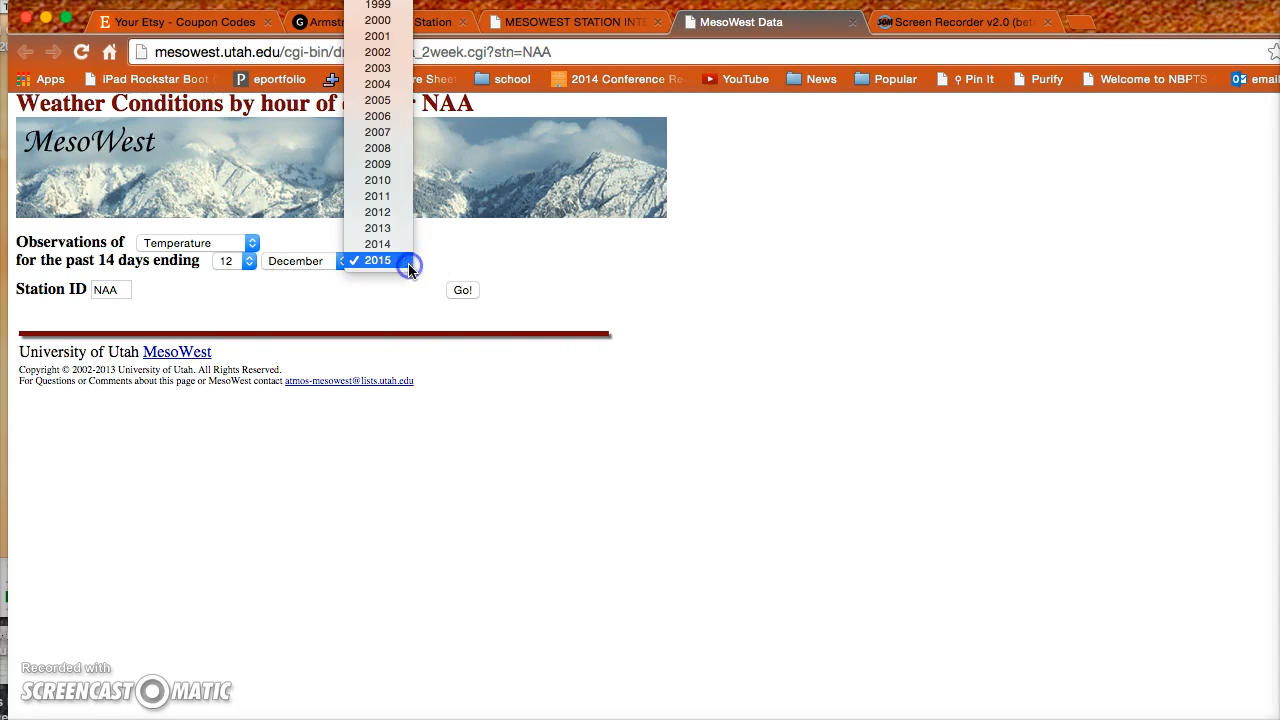 Your Etsy - Coupon Codes
Armst
Station
MESOWEST STATION INTE
MesoWest Data
Screen Recorder v2.0 (bet
mesowest.utah.edu/cgi-bin/dr
_2week.cgi?stn=NAA
Apps
iPad Rockstar Boot
eportfolio
re Sheet
school
2014 Conference Re
YouTube
News
Popular
Pin It
Purify
Welcome to NBPTS
email
Weather Conditions by hour of
NAA
MesoWest
1999
2000
2001
2002
2003
2004
2005
2006
2007
2008
2009
2010
2011
2012
2013
2014
✓ 2015
Observations of Temperature
for the past 14 days ending 12 December
Station ID NAA Go!
University of Utah MesoWest
Copyright © 2002-2013 University of Utah. All Rights Reserved.
For Questions or Comments about this page or MesoWest contact atmos-mesowest@lists.utah.edu
Recorded with
SCREENCAST-O-MATIC